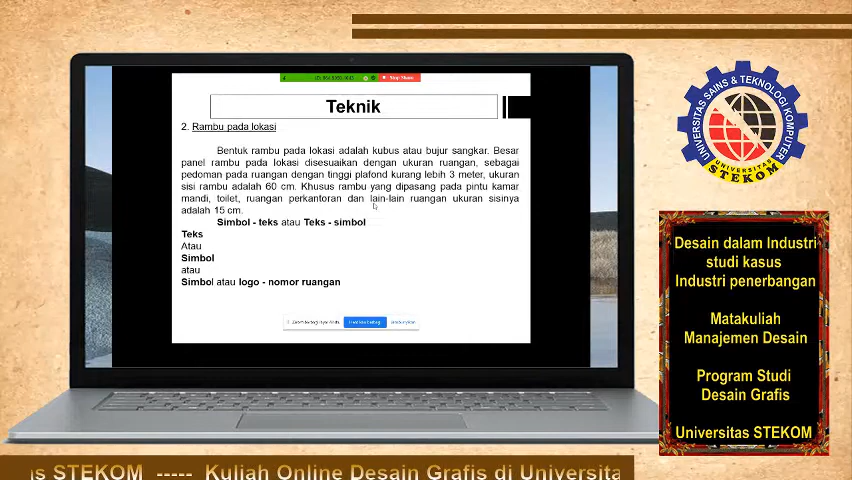 Stop Share
Teknik
2. Rambu pada lokasi
Bentuk rambu pada lokasi adalah kubus atau bujur sangkar. Besar
panel rambu pada lokasi disesuaikan dengan ukuran ruangan, sebagai
pedoman pada ruangan dengan tinggi plafond kurang lebih 3 meter, ukuran
sisi rambu adalah 60 cm. Khusus rambu yang dipasang pada pintu kamar
mandi, toilet, ruangan perkantoran dan lain-lain ruangan ukuran sisinya
adalah 15 cm.
Simbol - teks atau Teks - simbol
Teks
Atau
Simbol
atau
Simbol atau logo - nomor ruangan
UNIVERSITAS SAINS & TEKNOLOGI KOMPUTER
UNIVERSITAS
STEKOM
Desain dalam Industri
studi kasus
Industri penerbangan
Matakuliah
Manajemen Desain
Program Studi
Desain Grafis
Universitas STEKOM
as STEKOM ----- Kuliah Online Desain Grafis di Universita